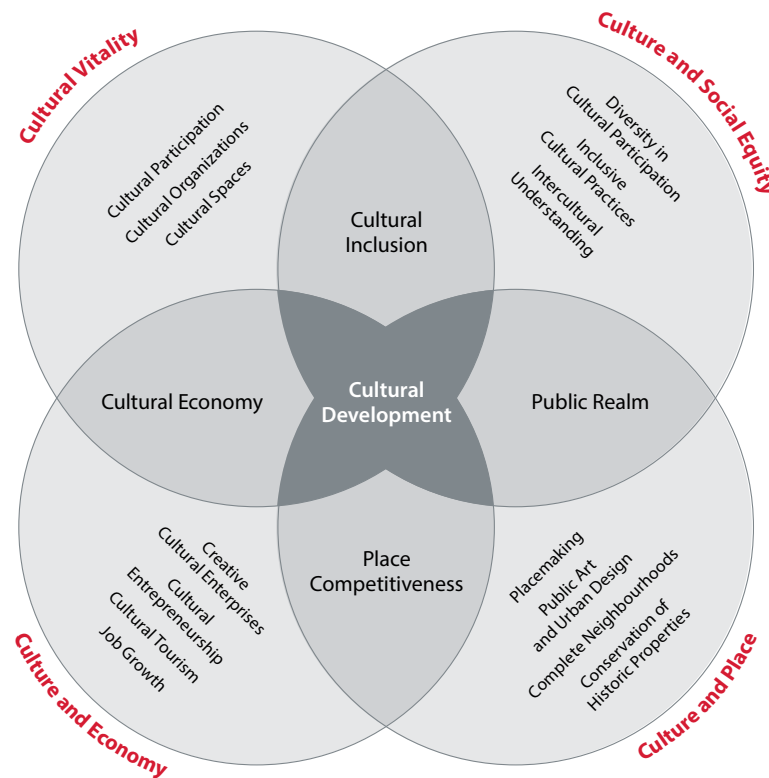 Cultural Vitality
Cultural Participation
Cultural Organizations
Cultural Spaces
Culture and Social Equity
Diversity in
Cultural Participation
Inclusive
Cultural Practices
Intercultural
Understanding
Cultural
Inclusion
Cultural Economy
Cultural
Development
Public Realm
Place
Competitiveness
Creative
Cultural Enterprises
Cultural
Entrepreneurship
Cultural Tourism
Job Growth
Culture and Economy
Placemaking
Public Art
and Urban Design
Complete Neighbourhoods
Conservation of
Historic Properties
Culture and Place